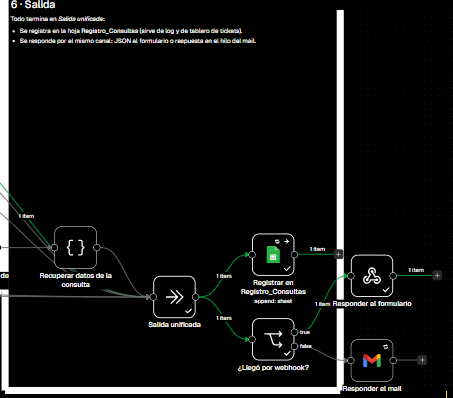 6 · Salida
Todo termina en Salida unificada:
• Se registra en la hoja Registro_Consultas (sirve de log y de tablero de tickets).
• Se responde por el mismo canal: JSON al formulario o respuesta en el hilo del mail.
1 item
de
Recuperar datos de la
consulta
Salida unificada
1 item
1 item
1 item
Registrar en
Registro_Consultas
append: sheet
true
false
¿Llegó por webhook?
1 item
1 item
Responder al formulario
Responder el mail